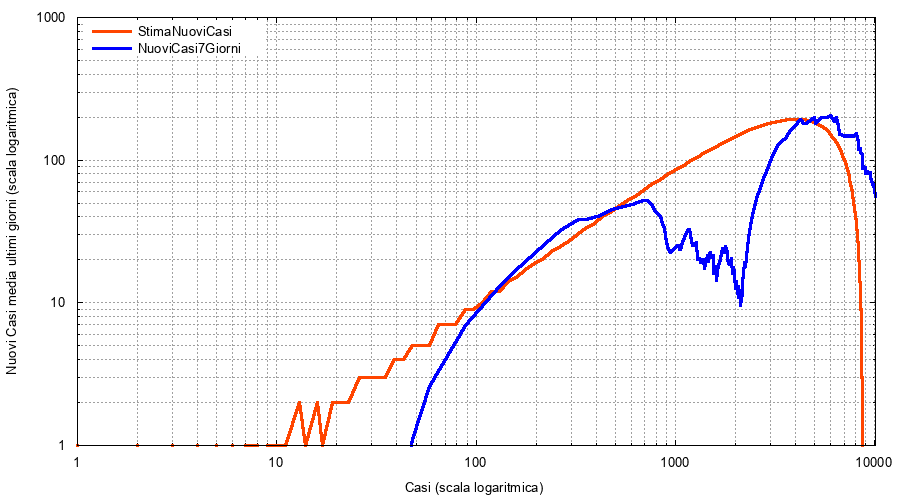 1000
StimaNuoviCasi
NuoviCasi7Giorni
100
10
1
Nuovi Casi media ultimi giorni (scala logaritmica)
1 10 100 1000 10000
Casi (scala logaritmica)